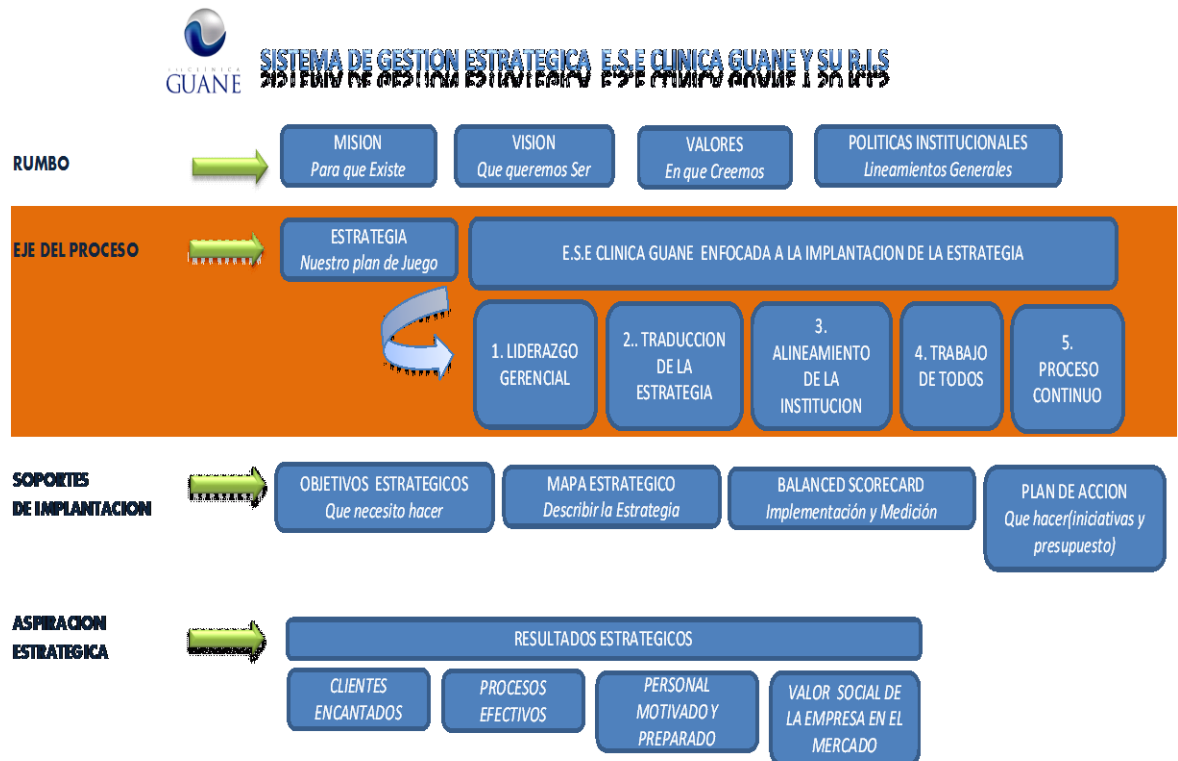 SISTEMA DE GESTION ESTRATEGICA E.S.E CLINICA GUANE Y SU R.I.S
GUANE
RUMBO
MISION
Para que Existe
VISION
Que queremos Ser
VALORES
En que Creemos
POLITICAS INSTITUCIONALES
Lineamientos Generales
EJE DEL PROCESO
ESTRATEGIA
Nuestro plan de Juego
E.S.E CLINICA GUANE ENFOCADA A LA IMPLANTACION DE LA ESTRATEGIA
1. LIDERAZGO
GERENCIAL
2.. TRADUCCION
DE LA
ESTRATEGIA
3.
ALINEAMIENTO
DE LA
INSTITUCION
4. TRABAJO
DE TODOS
5.
PROCESO
CONTINUO
SOPORTES
DE IMPLANTACION
OBJETIVOS ESTRATEGICOS
Que necesito hacer
MAPA ESTRATEGICO
Describir la Estrategia
BALANCED SCORECARD
Implementación y Medición
PLAN DE ACCION
Que hacer(iniciativas y
presupuesto)
ASPIRACION
ESTRATEGICA
RESULTADOS ESTRATEGICOS
CLIENTES
ENCANTADOS
PROCESOS
EFECTIVOS
PERSONAL
MOTIVADO Y
PREPARADO
VALOR SOCIAL DE
LA EMPRESA EN EL
MERCADO